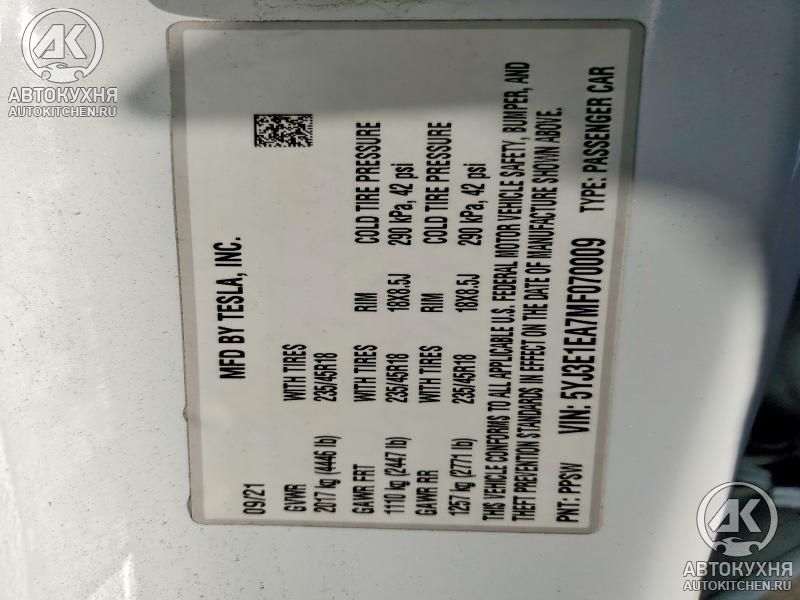 АВТОКУХНЯ
AUTOKITCHEN.RU
MFD BY TESLA, INC.
09/21
GVWR WITH TIRES RIM COLD TIRE PRESSURE
2017 kg (4446 lb) 235/45R18 18X8.5J 290 kPa, 42 psi
GAWR FRT WITH TIRES RIM COLD TIRE PRESSURE
1110 kg (2447 lb) 235/45R18 18X8.5J 290 kPa, 42 psi
GAWR RR
1257 kg (2771 lb) 235/45R18
THIS VEHICLE CONFORMS TO ALL APPLICABLE U.S. FEDERAL MOTOR VEHICLE SAFETY, BUMPER, AND
THEFT PREVENTION STANDARDS IN EFFECT ON THE DATE OF MANUFACTURE SHOWN ABOVE.
PNT: PPSW VIN: 5YJ3E1EA7MF070009 TYPE: PASSENGER CAR
АВТОКУХНЯ
AUTOKITCHEN.RU